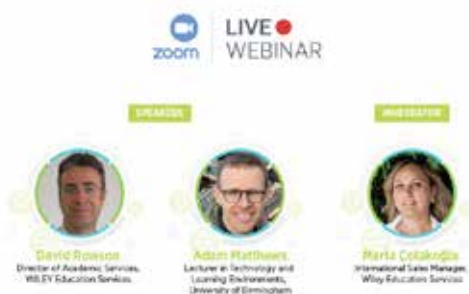 zoom
LIVE
WEBINAR
SPEAKERS
MODERATOR
David Rowson
Director of Academic Services,
WILEY Education Services
Adam Matthews
Lecturer in Technology and
Learning Environments,
University of Birmingham
Marta Çolakoğlu
International Sales Manager,
Wiley Education Services